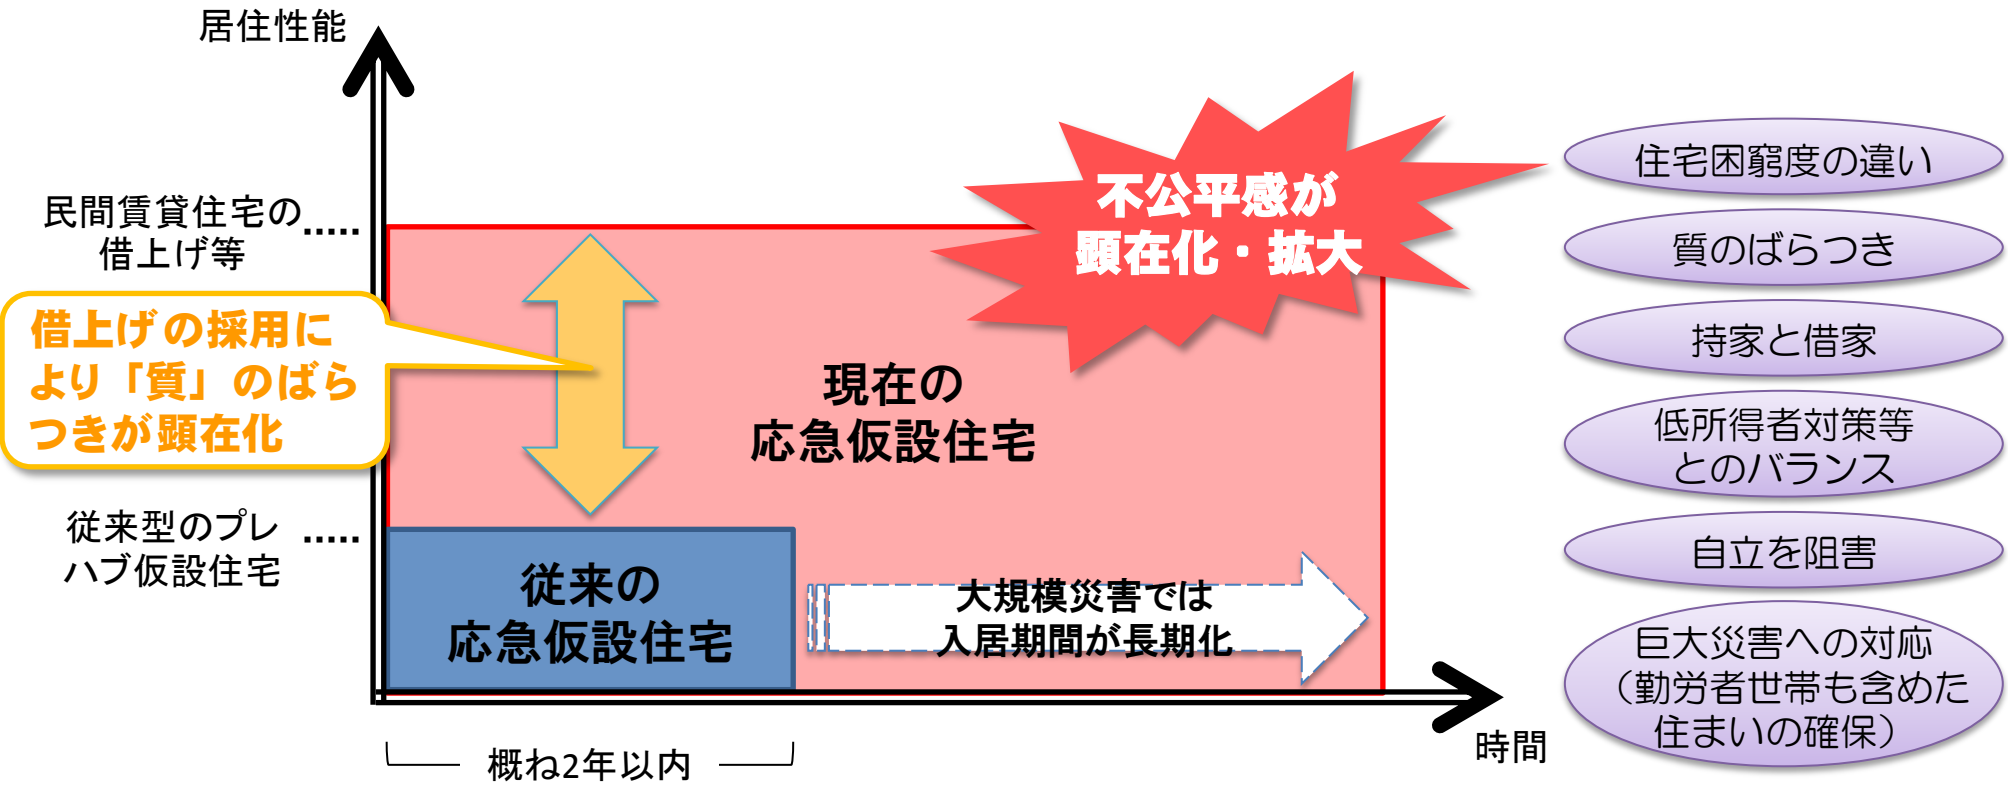 居住性能
民間賃貸住宅の
借上げ等
借上げの採用に
より「質」のばら
つきが顕在化
従来型のプレ
ハブ仮設住宅
不公平感が
顕在化・拡大
現在の
応急仮設住宅
従来の
応急仮設住宅
大規模災害では
入居期間が長期化
概ね2年以内
時間
住宅困窮度の違い
質のばらつき
持家と借家
低所得者対策等
とのバランス
自立を阻害
巨大災害への対応
（勤労者世帯も含めた
住まいの確保）